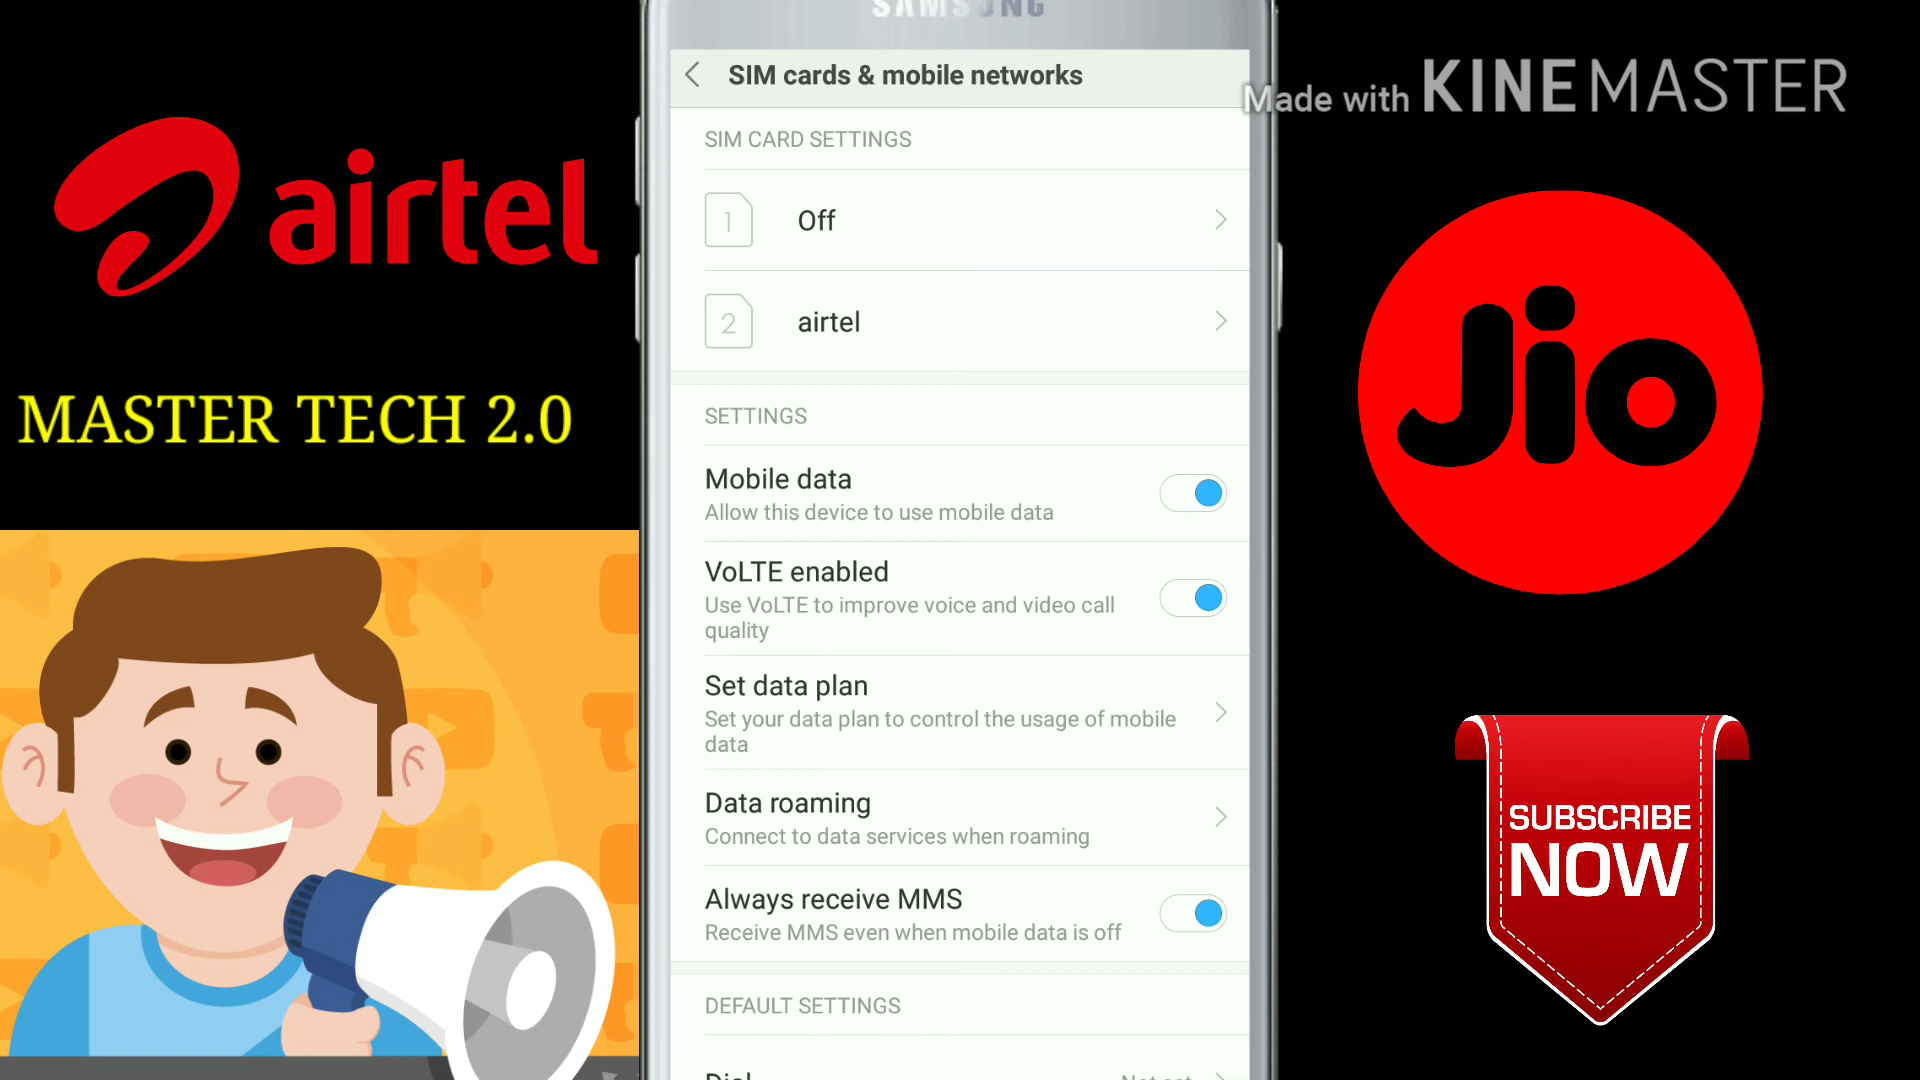 SAMSUNG
SIM cards & mobile networks
Made with KINEMASTER
SIM CARD SETTINGS
airtel
1
Off
2
airtel
MASTER TECH 2.0
Jio
SETTINGS
Mobile data
Allow this device to use mobile data
VoLTE enabled
Use VoLTE to improve voice and video call
quality
Set data plan
Set your data plan to control the usage of mobile
data
Data roaming
Connect to data services when roaming
SUBSCRIBE
NOW
Always receive MMS
Receive MMS even when mobile data is off
DEFAULT SETTINGS